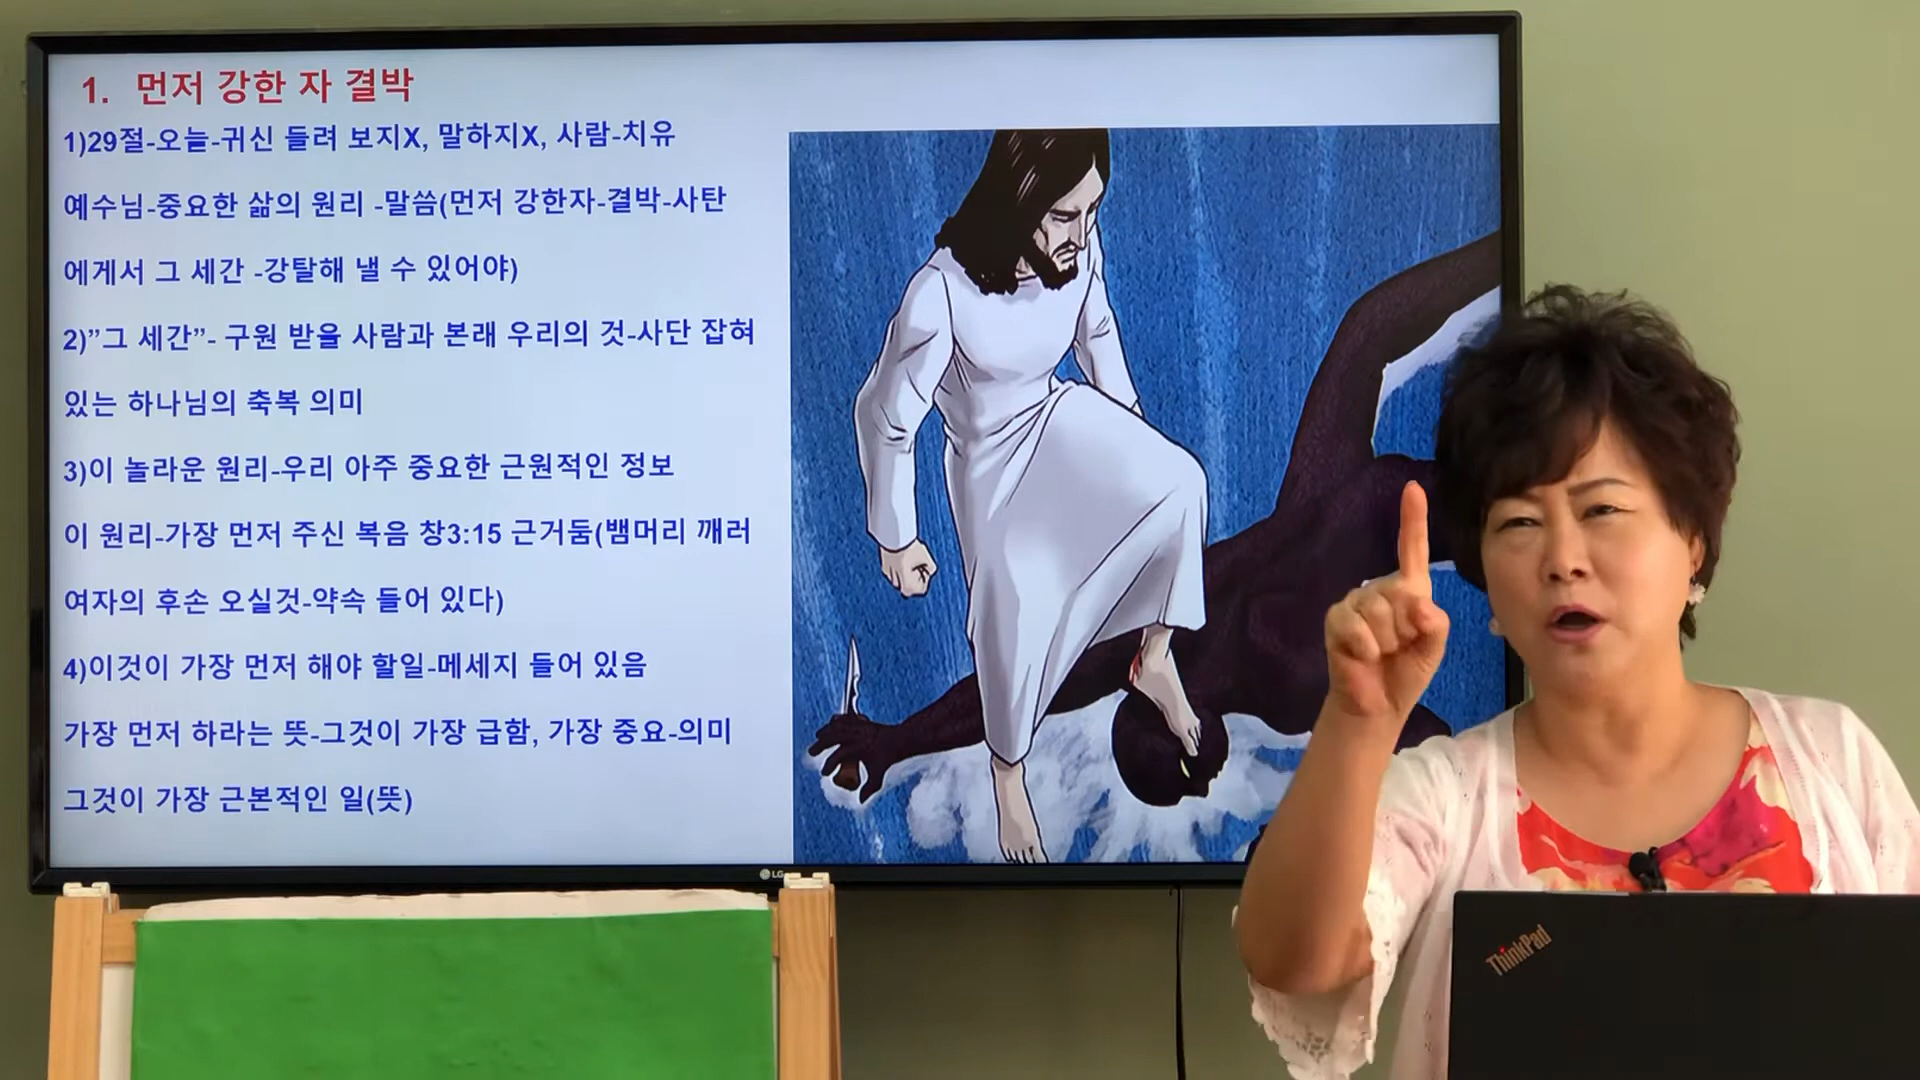 1. 먼저 강한 자 결박
1)29절-오늘-귀신 들려 보지X, 말하지X, 사람-치유
예수님-중요한 삶의 원리 -말씀(먼저 강한자-결박-사탄
에게서 그 세간 -강탈해 낼 수 있어야)
2)”그 세간”- 구원 받을 사람과 본래 우리의 것-사단 잡혀
있는 하나님의 축복 의미
3)이 놀라운 원리-우리 아주 중요한 근원적인 정보
이 원리-가장 먼저 주신 복음 창3:15 근거둠(뱀머리 깨러
여자의 후손 오실것-약속 들어 있다)
4)이것이 가장 먼저 해야 할일-메세지 들어 있음
가장 먼저 하라는 뜻-그것이 가장 급함, 가장 중요-의미
그것이 가장 근본적인 일(뜻)
LG
ThinkPad